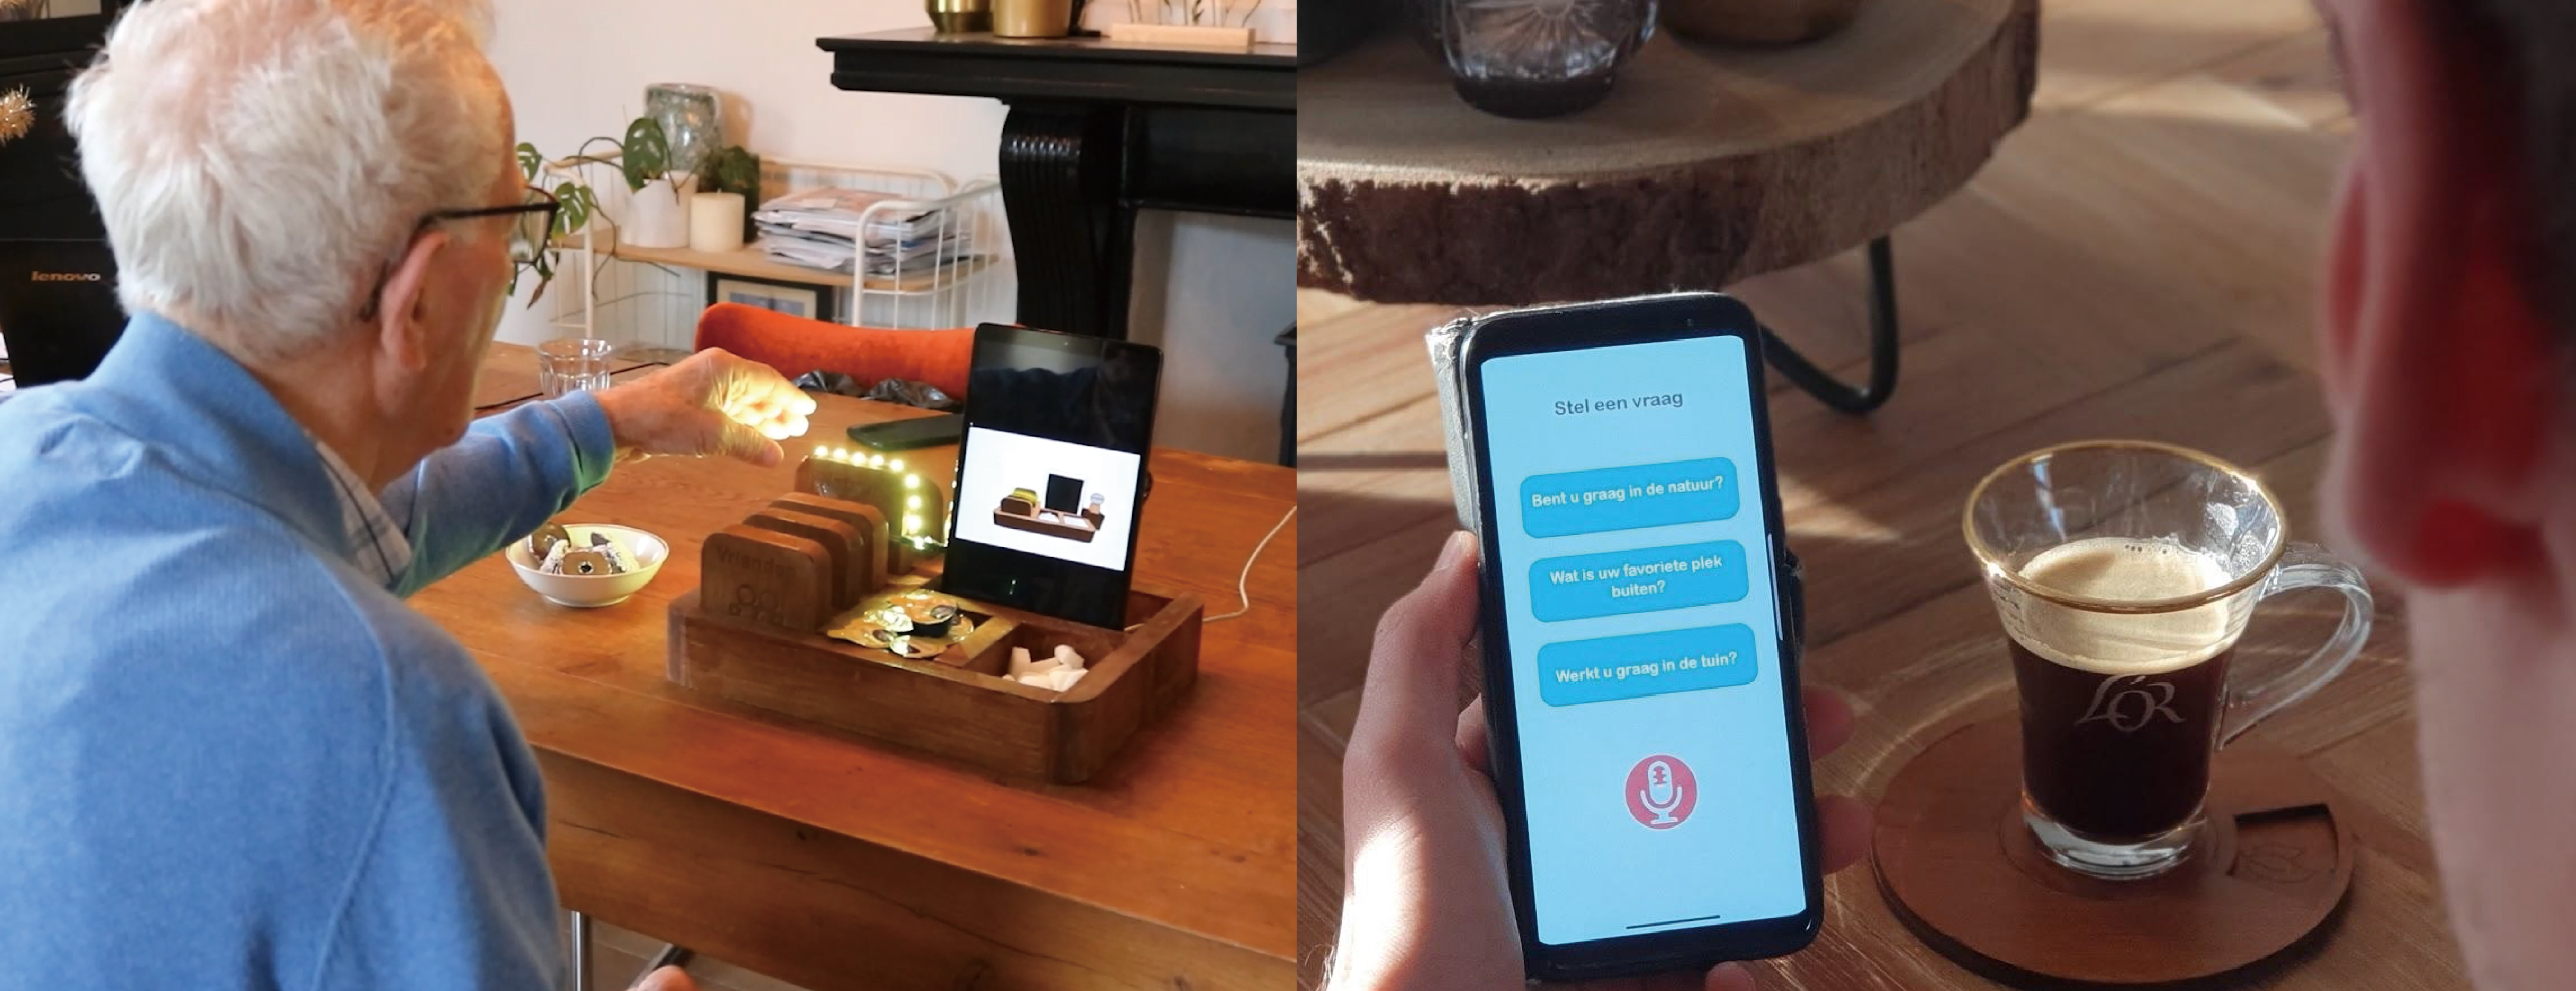 lenovo
Vrienden
Stel een vraag
Bent u graag in de natuur?
Wat is uw favoriete plek
buiten?
Werkt u graag in de tuin?
L'OR